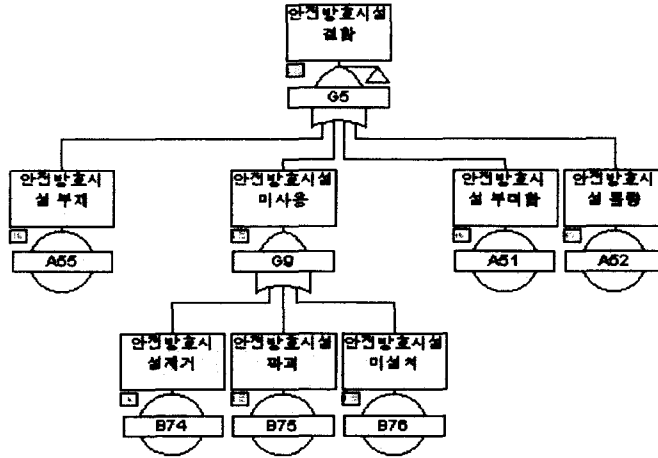 안전방호시설
결함
G5
안전방호시
설 부재
안전방호시설
미사용
안전방호시
설 부적합
안전방호시
설 불량
A55
G9
A51
A52
안전방호시
설제거
안전방호시설
파괴
안전방호시설
미설치
B74
B75
B76